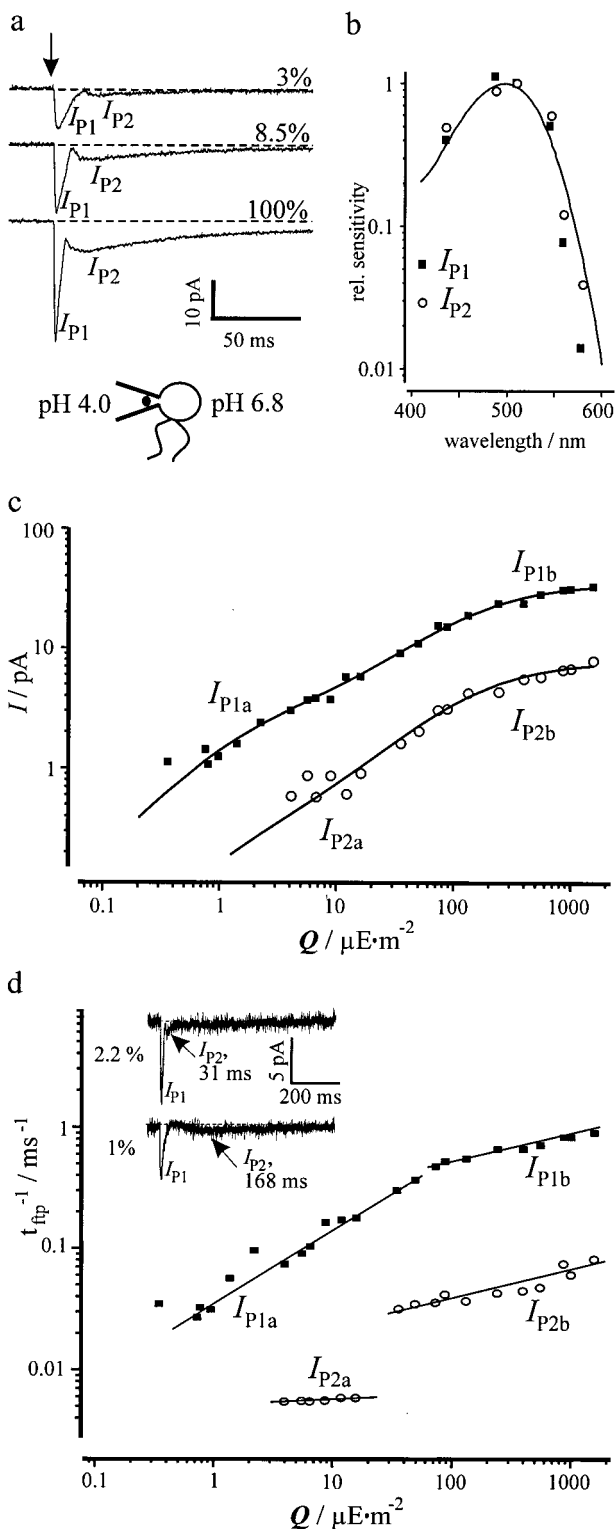 a
3%
I_P1 I_P2
8.5%
I_P2
I_P1
100%
I_P2
I_P1
10 pA
50 ms
pH 4.0 pH 6.8
b
1
0.1
0.01
rel. sensitivity
I_P1
I_P2
400 500 600
wavelength / nm
c
100
10
1
I / pA
I_P1b
I_P1a
I_P2b
I_P2a
0.1 1 10 100 1000
Q / µE·m⁻²
d
2.2 %
I_P2,
31 ms
I_P1
5 pA
200 ms
1%
I_P1
I_P2,
168 ms
1
0.1
0.01
t_ftp⁻¹ / ms⁻¹
I_P1b
I_P1a
I_P2b
I_P2a
0.1 1 10 100 1000
Q / µE·m⁻²